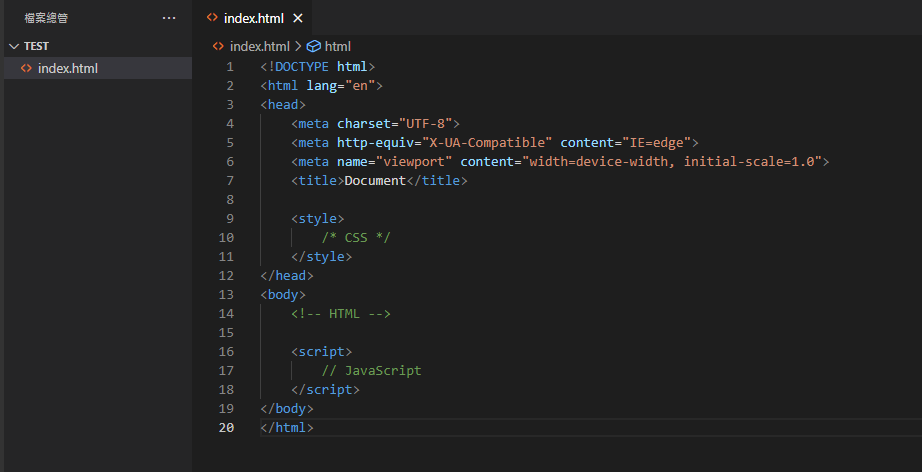 檔案總管 ···
index.html ×
TEST
index.html
index.html > html
1 <!DOCTYPE html>
2 <html lang="en">
3 <head>
4 <meta charset="UTF-8">
5 <meta http-equiv="X-UA-Compatible" content="IE=edge">
6 <meta name="viewport" content="width=device-width, initial-scale=1.0">
7 <title>Document</title>
8
9 <style>
10 /* CSS */
11 </style>
12 </head>
13 <body>
14 <!-- HTML -->
15
16 <script>
17 // JavaScript
18 </script>
19 </body>
20 </html>